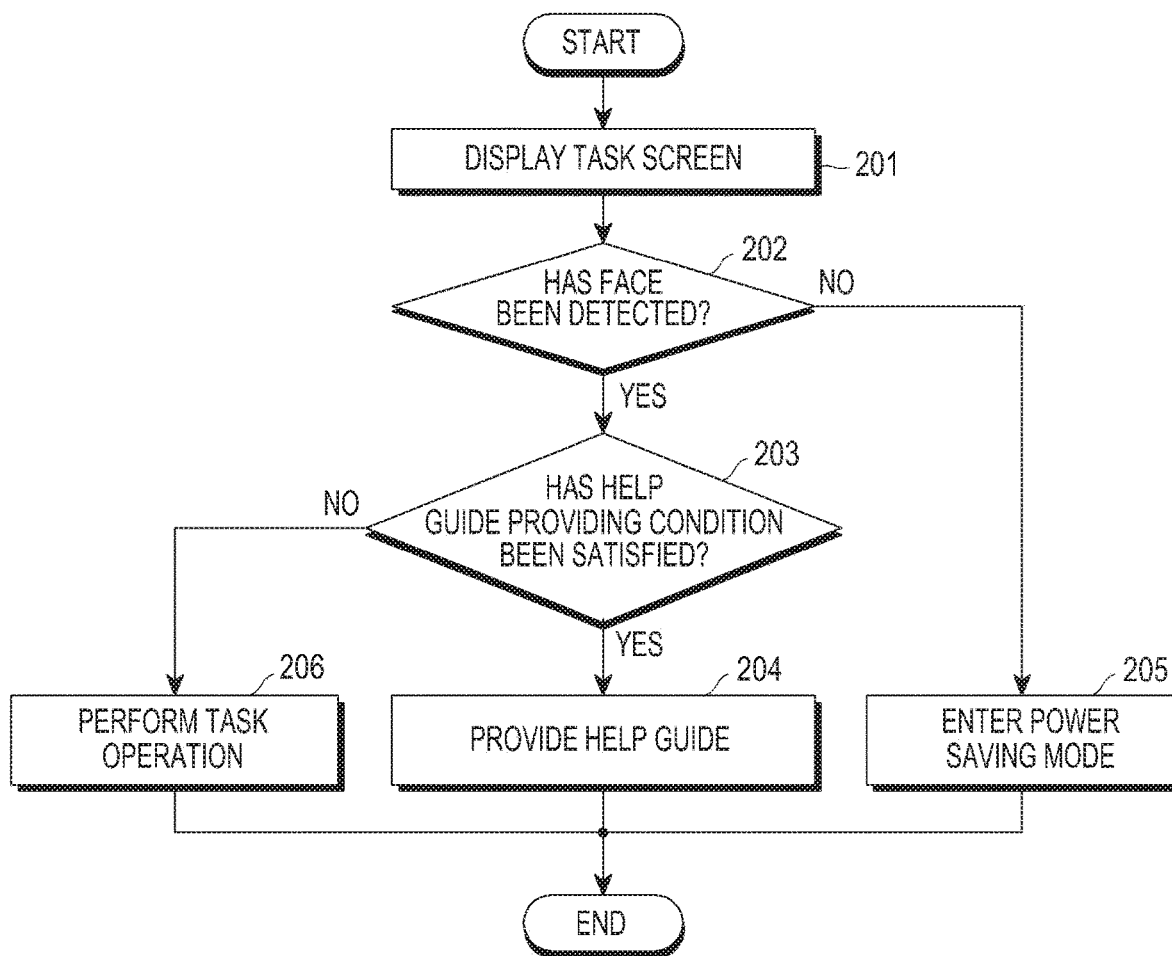 START
DISPLAY TASK SCREEN
201
202
HAS FACE
BEEN DETECTED?
NO
YES
203
HAS HELP
GUIDE PROVIDING CONDITION
BEEN SATISFIED?
NO
YES
206
PERFORM TASK
OPERATION
204
PROVIDE HELP GUIDE
205
ENTER POWER
SAVING MODE
END